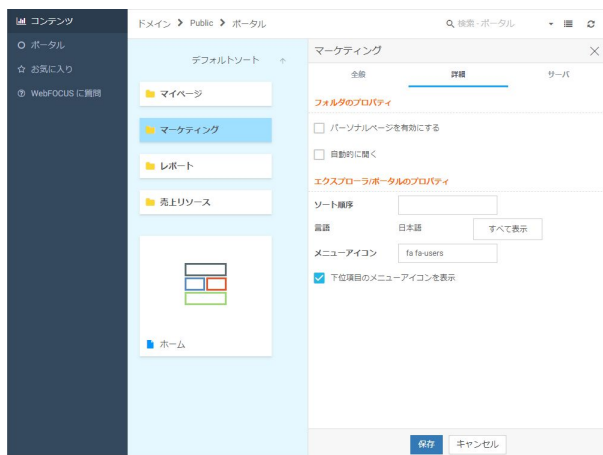 コンテンツ
ポータル
お気に入り
WebFOCUS に質問
ドメイン > Public > ポータル
検索 - ポータル
デフォルトソート
マイページ
マーケティング
レポート
売上リソース
ホーム
マーケティング
全般 詳細 サーバ
フォルダのプロパティ
パーソナルページを有効にする
自動的に開く
エクスプローラ/ポータルのプロパティ
ソート順序
言語 日本語 すべて表示
メニューアイコン fa fa-users
下位項目のメニューアイコンを表示
保存 キャンセル